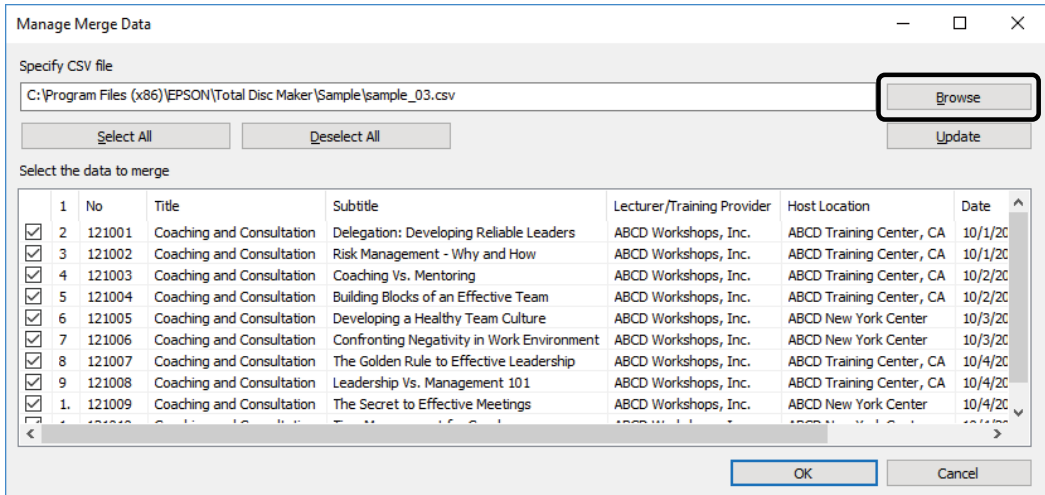 Manage Merge Data
Specify CSV file
C:\Program Files (x86)\EPSON\Total Disc Maker\Sample\sample_03.csv Browse
Select All Deselect All Update
Select the data to merge
1 No Title Subtitle Lecturer/Training Provider Host Location Date
2 121001 Coaching and Consultation Delegation: Developing Reliable Leaders ABCD Workshops, Inc. ABCD Training Center, CA 10/1/20
3 121002 Coaching and Consultation Risk Management - Why and How ABCD Workshops, Inc. ABCD Training Center, CA 10/1/20
4 121003 Coaching and Consultation Coaching Vs. Mentoring ABCD Workshops, Inc. ABCD Training Center, CA 10/2/20
5 121004 Coaching and Consultation Building Blocks of an Effective Team ABCD Workshops, Inc. ABCD Training Center, CA 10/2/20
6 121005 Coaching and Consultation Developing a Healthy Team Culture ABCD Workshops, Inc. ABCD New York Center 10/3/20
7 121006 Coaching and Consultation Confronting Negativity in Work Environment ABCD Workshops, Inc. ABCD New York Center 10/3/20
8 121007 Coaching and Consultation The Golden Rule to Effective Leadership ABCD Workshops, Inc. ABCD Training Center, CA 10/4/20
9 121008 Coaching and Consultation Leadership Vs. Management 101 ABCD Workshops, Inc. ABCD Training Center, CA 10/4/20
1. 121009 Coaching and Consultation The Secret to Effective Meetings ABCD Workshops, Inc. ABCD New York Center 10/4/20
OK Cancel